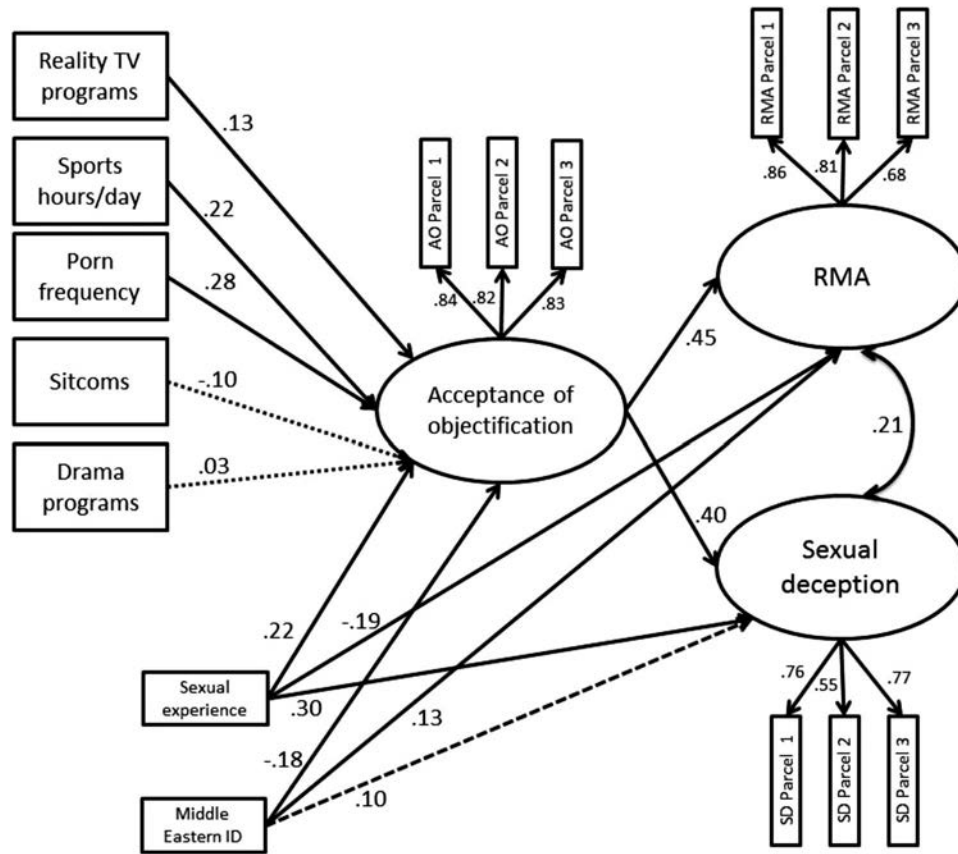 Reality TV
programs
Sports
hours/day
Porn
frequency
Sitcoms
Drama
programs
.13
.22
.28
-.10
.03
AO Parcel 1
AO Parcel 2
AO Parcel 3
.84
.82
.83
Acceptance of
objectification
RMA Parcel 1
RMA Parcel 2
RMA Parcel 3
.86
.81
.68
RMA
.45
.40
.21
Sexual
deception
.76
.55
.77
SD Parcel 1
SD Parcel 2
SD Parcel 3
Sexual
experience
.22
-.19
.30
Middle
Eastern ID
-.18
.13
.10